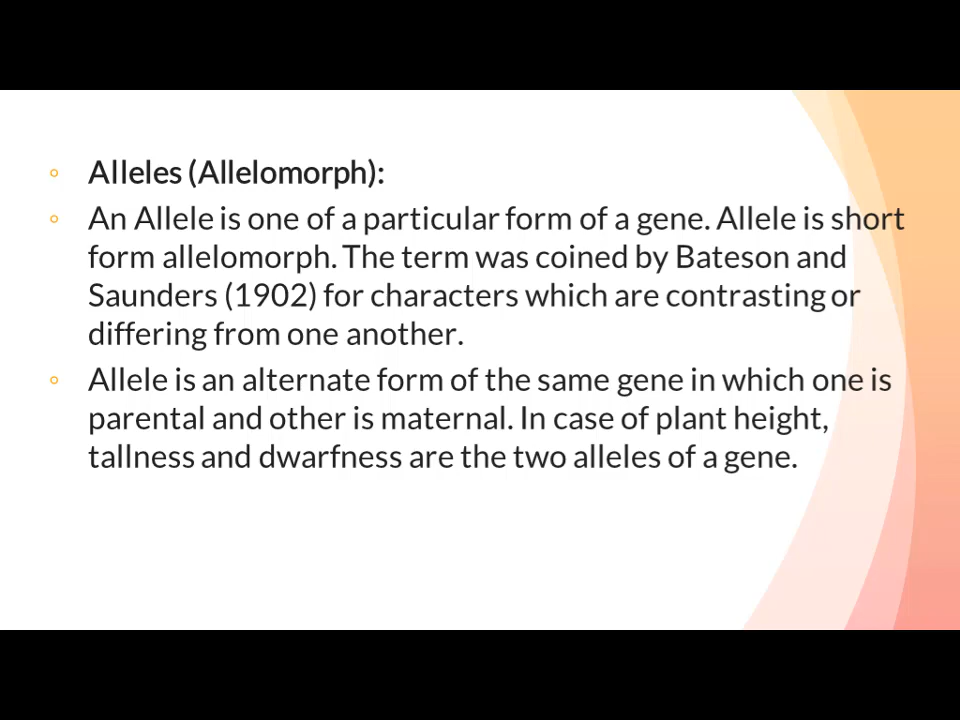 Alleles (Allelomorph):
An Allele is one of a particular form of a gene. Allele is short
form allelomorph. The term was coined by Bateson and
Saunders (1902) for characters which are contrasting or
differing from one another.
Allele is an alternate form of the same gene in which one is
parental and other is maternal. In case of plant height,
tallness and dwarfness are the two alleles of a gene.